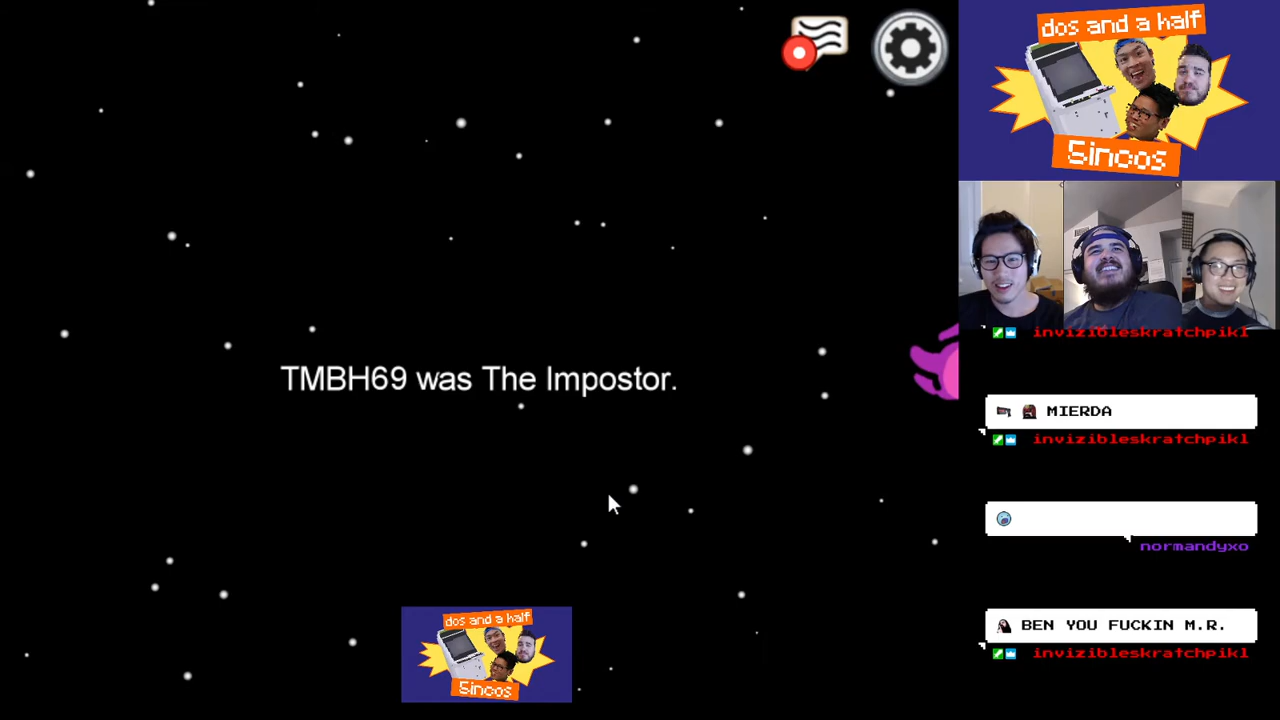 dos and a half
Sincos
TMBH69 was The Impostor.
invizibleskratchpikl
MIERDA
invizibleskratchpikl
normandyxo
BEN YOU FUCKIN M.R.
invizibleskratchpikl
dos and a half
Sincos